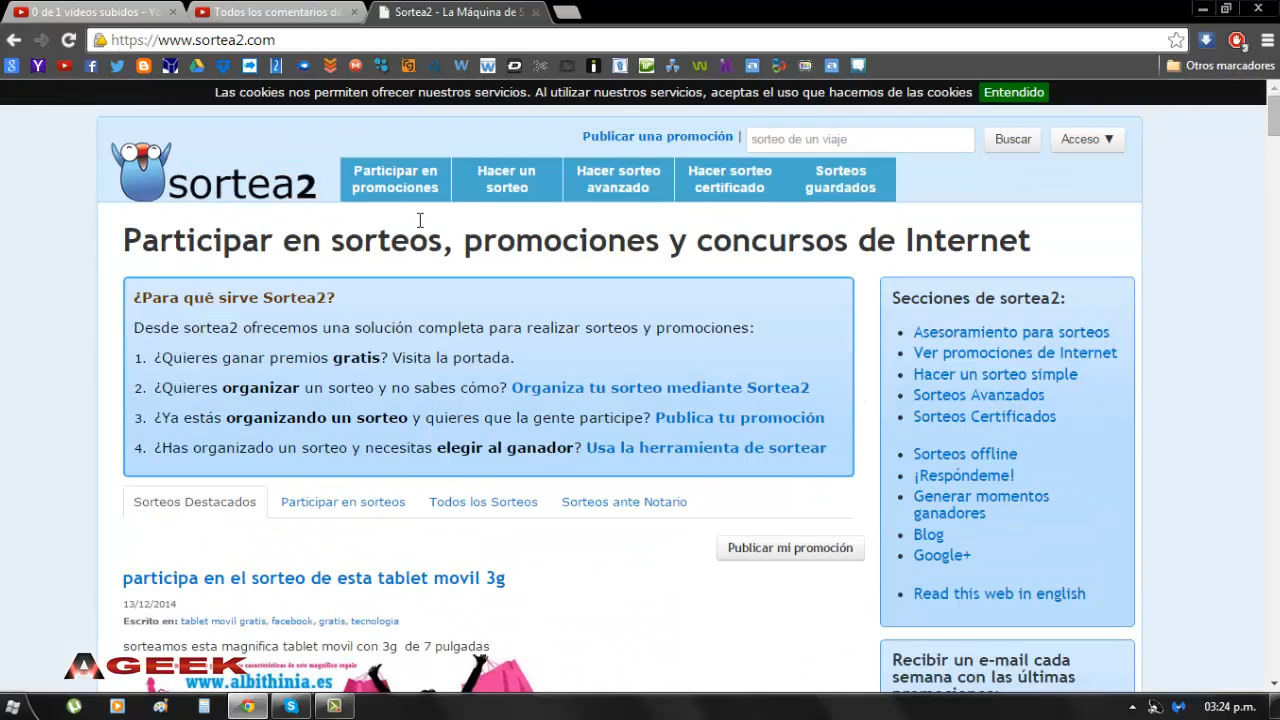 0 de 1 vídeos subidos - Yo
Todos los comentarios de
Sortea2 - La Máquina de S
https://www.sortea2.com
Otros marcadores
Las cookies nos permiten ofrecer nuestros servicios. Al utilizar nuestros servicios, aceptas el uso que hacemos de las cookies Entendido
Publicar una promoción |
sorteo de un viaje
Buscar
Acceso ▼
sortea2
Participar en promociones
Hacer un sorteo
Hacer sorteo avanzado
Hacer sorteo certificado
Sorteos guardados
Participar en sorteos, promociones y concursos de Internet
¿Para qué sirve Sortea2?
Desde sortea2 ofrecemos una solución completa para realizar sorteos y promociones:
1. ¿Quieres ganar premios gratis? Visita la portada.
2. ¿Quieres organizar un sorteo y no sabes cómo? Organiza tu sorteo mediante Sortea2
3. ¿Ya estás organizando un sorteo y quieres que la gente participe? Publica tu promoción
4. ¿Has organizado un sorteo y necesitas elegir al ganador? Usa la herramienta de sortear
Secciones de sortea2:
Asesoramiento para sorteos
Ver promociones de Internet
Hacer un sorteo simple
Sorteos Avanzados
Sorteos Certificados
Sorteos offline
¡Respóndeme!
Generar momentos
ganadores
Blog
Google+
Read this web in english
Sorteos Destacados
Participar en sorteos
Todos los Sorteos
Sorteos ante Notario
Publicar mi promoción
participa en el sorteo de esta tablet movil 3g
13/12/2014
Escrito en: tablet movil gratis, facebook, gratis, tecnologia
sorteamos esta magnifica tablet movil con 3g de 7 pulgadas
características de este magnífico regalo
www.albithinia.es
AGEEK
Recibir un e-mail cada
semana con las últimas
promociones:
03:24 p.m.